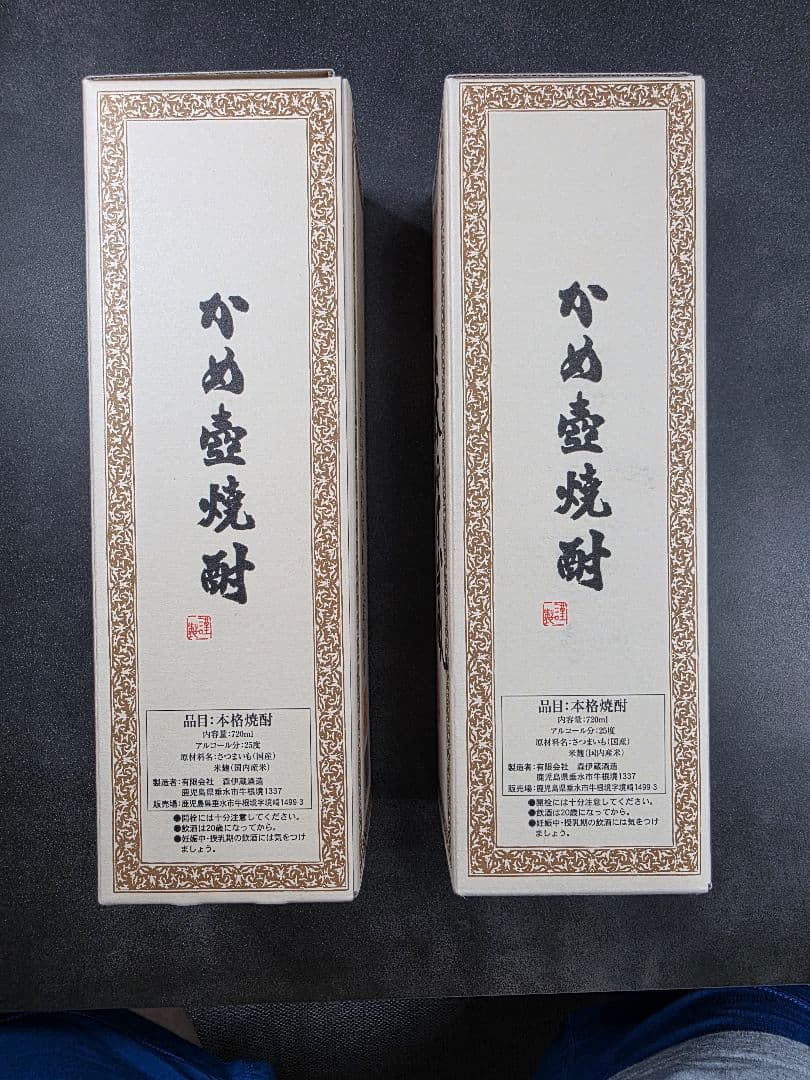 かめ壺焼酎
謹製
品目:本格焼酎
内容量:720ml
アルコール分:25度
原材料名:さつまいも(国産)
米麹(国内産米)
製造者:有限会社 森伊蔵酒造
鹿児島県垂水市牛根境1337
販売場:鹿児島県垂水市牛根境字境崎1499-3
●開栓には十分注意してください。
●飲酒は20歳になってから。
●妊娠中・授乳期の飲酒には気をつけ
ましょう。
かめ壺焼酎
謹製
品目:本格焼酎
内容量:720ml
アルコール分:25度
原材料名:さつまいも(国産)
米麹(国内産米)
製造者:有限会社 森伊蔵酒造
鹿児島県垂水市牛根境1337
販売場:鹿児島県垂水市牛根境字境崎1499-3
●開栓には十分注意してください。
●飲酒は20歳になってから。
●妊娠中・授乳期の飲酒には気をつけ
ましょう。